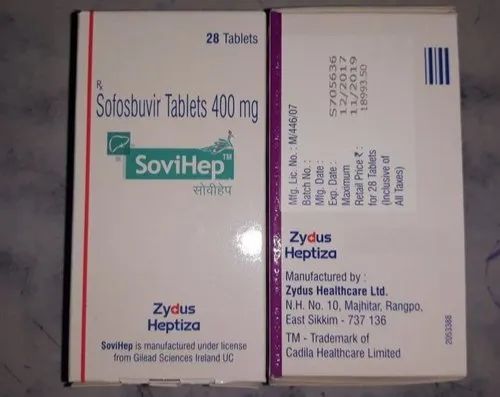 28 Tablets
℞
Sofosbuvir Tablets 400 mg
SoviHep™
सोवीहेप
Zydus
Heptiza
SoviHep is manufactured under license
from Gilead Sciences Ireland UC
Mfg. Lic. No. : M/446/07
Batch No. :
Mfg. Date :
Exp. Date :
Maximum
Retail Price ₹ :
for 28 Tablets
(Inclusive of
All Taxes)
S705636
12/2017
11/2019
18993.50
Zydus
Heptiza
Manufactured by :
Zydus Healthcare Ltd.
N.H. No. 10, Majhitar, Rangpo,
East Sikkim - 737 136
TM - Trademark of
Cadila Healthcare Limited
2053388